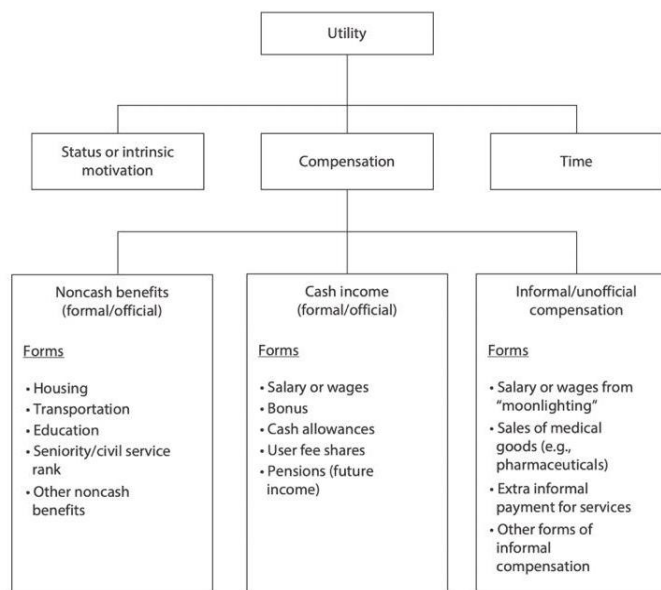 Utility
Status or intrinsic
motivation
Compensation
Time
Noncash benefits
(formal/official)
Forms
• Housing
• Transportation
• Education
• Seniority/civil service
rank
• Other noncash
benefits
Cash income
(formal/official)
Forms
• Salary or wages
• Bonus
• Cash allowances
• User fee shares
• Pensions (future
income)
Informal/unofficial
compensation
Forms
• Salary or wages from
“moonlighting”
• Sales of medical
goods (e.g.,
pharmaceuticals)
• Extra informal
payment for services
• Other forms of
informal
compensation